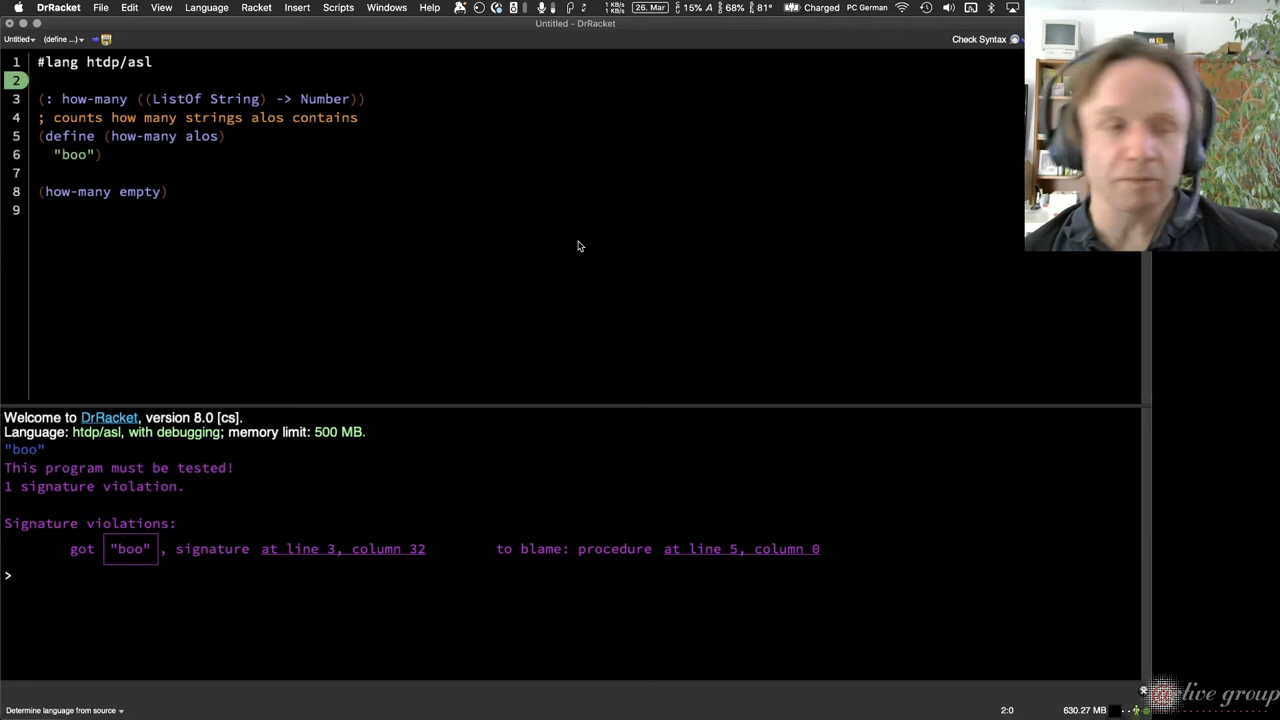 DrRacket File Edit View Language Racket Insert Scripts Windows Help 1 KB/s 0 KB/s 26. Mar 15% 68% 81° Charged PC German
Untitled - DrRacket
Untitled (define ...) Check Syntax
1 #lang htdp/asl
2
3 (: how-many ((ListOf String) -> Number))
4 ; counts how many strings alos contains
5 (define (how-many alos)
6 "boo")
7
8 (how-many empty)
9
Welcome to DrRacket, version 8.0 [cs].
Language: htdp/asl, with debugging; memory limit: 500 MB.
"boo"
This program must be tested!
1 signature violation.
Signature violations:
got "boo" , signature at line 3, column 32 to blame: procedure at line 5, column 0
>
live group
Determine language from source 2:0 630.27 MB